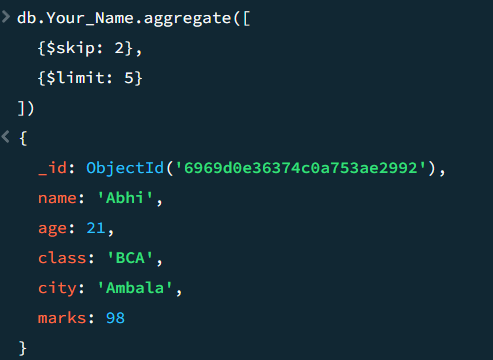 > db.Your_Name.aggregate([
{$skip: 2},
{$limit: 5}
])
< {
_id: ObjectId('6969d0e36374c0a753ae2992'),
name: 'Abhi',
age: 21,
class: 'BCA',
city: 'Ambala',
marks: 98
}